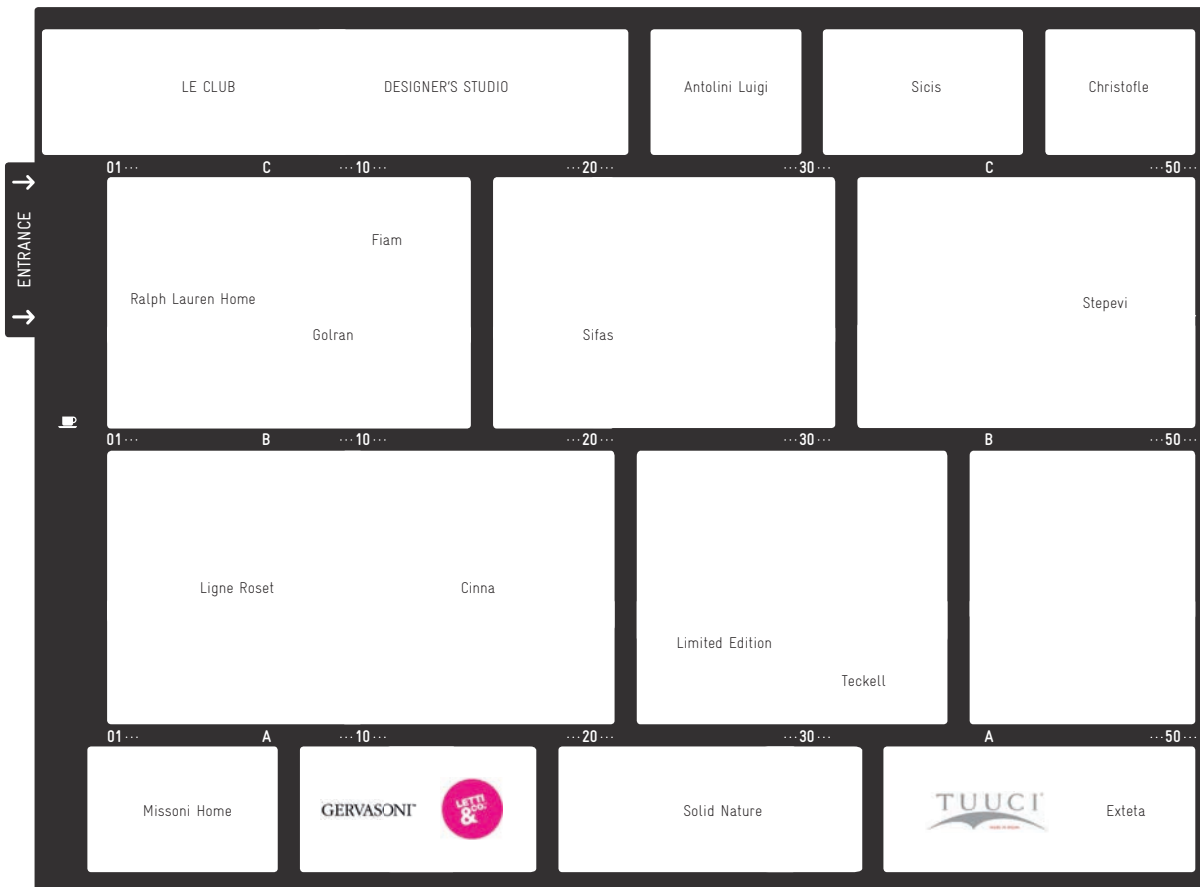 LE CLUB
DESIGNER'S STUDIO
Antolini Luigi
Sicis
Christofle
01··· C ···10··· ···20··· ···30··· C ···50···
ENTRANCE
Fiam
Ralph Lauren Home
Golran
Sifas
Stepevi
01··· B ···10··· ···20··· ···30··· B ···50···
Ligne Roset
Cinna
Limited Edition
Teckell
01··· A ···10··· ···20··· ···30··· A ···50···
Missoni Home
GERVASONI
LETTI
&CO.
Solid Nature
TUUCI
Exteta